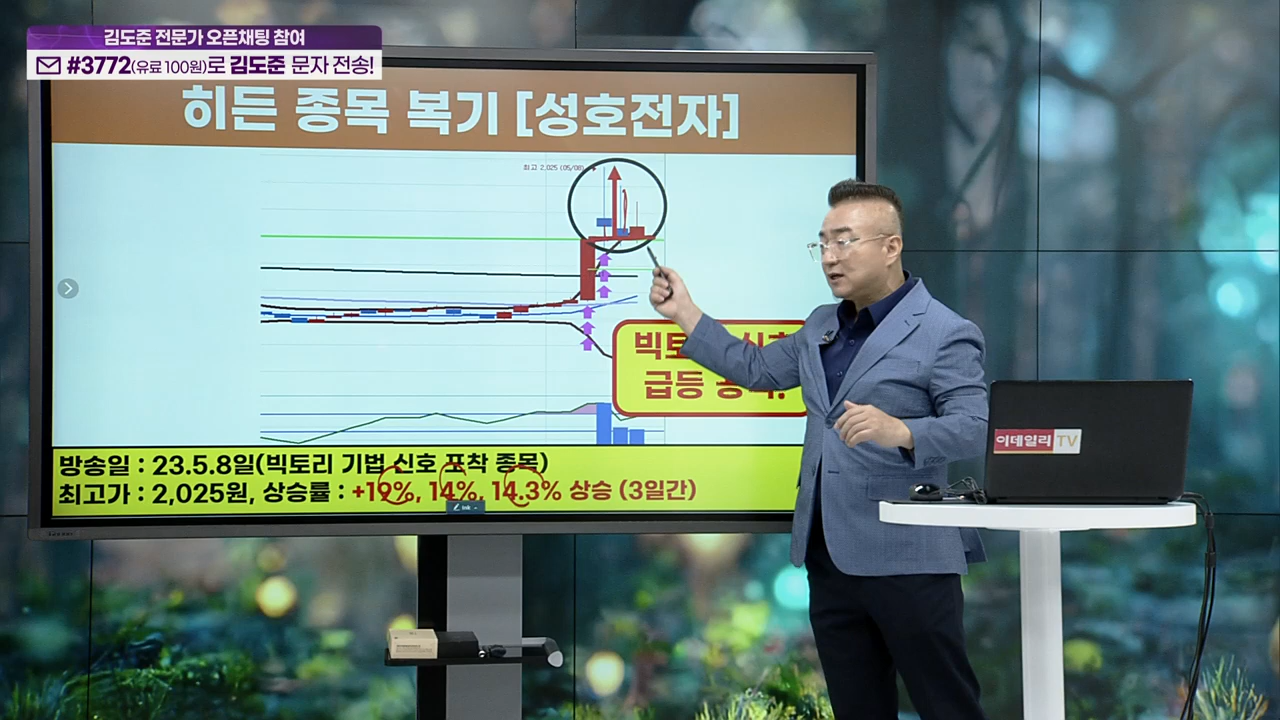 김도준 전문가 오픈채팅 참여
#3772(유료 100원)로 김도준 문자 전송!
히든 종목 복기 [성호전자]
최고 2,025 (05/08)
급등
방송일 : 23.5.8일(빅토리 기법 신호 포착 종목)
최고가 : 2,025원, 상승률 : +19%, 14%, 14.3% 상승 (3일간)
Ink
이데일리 TV